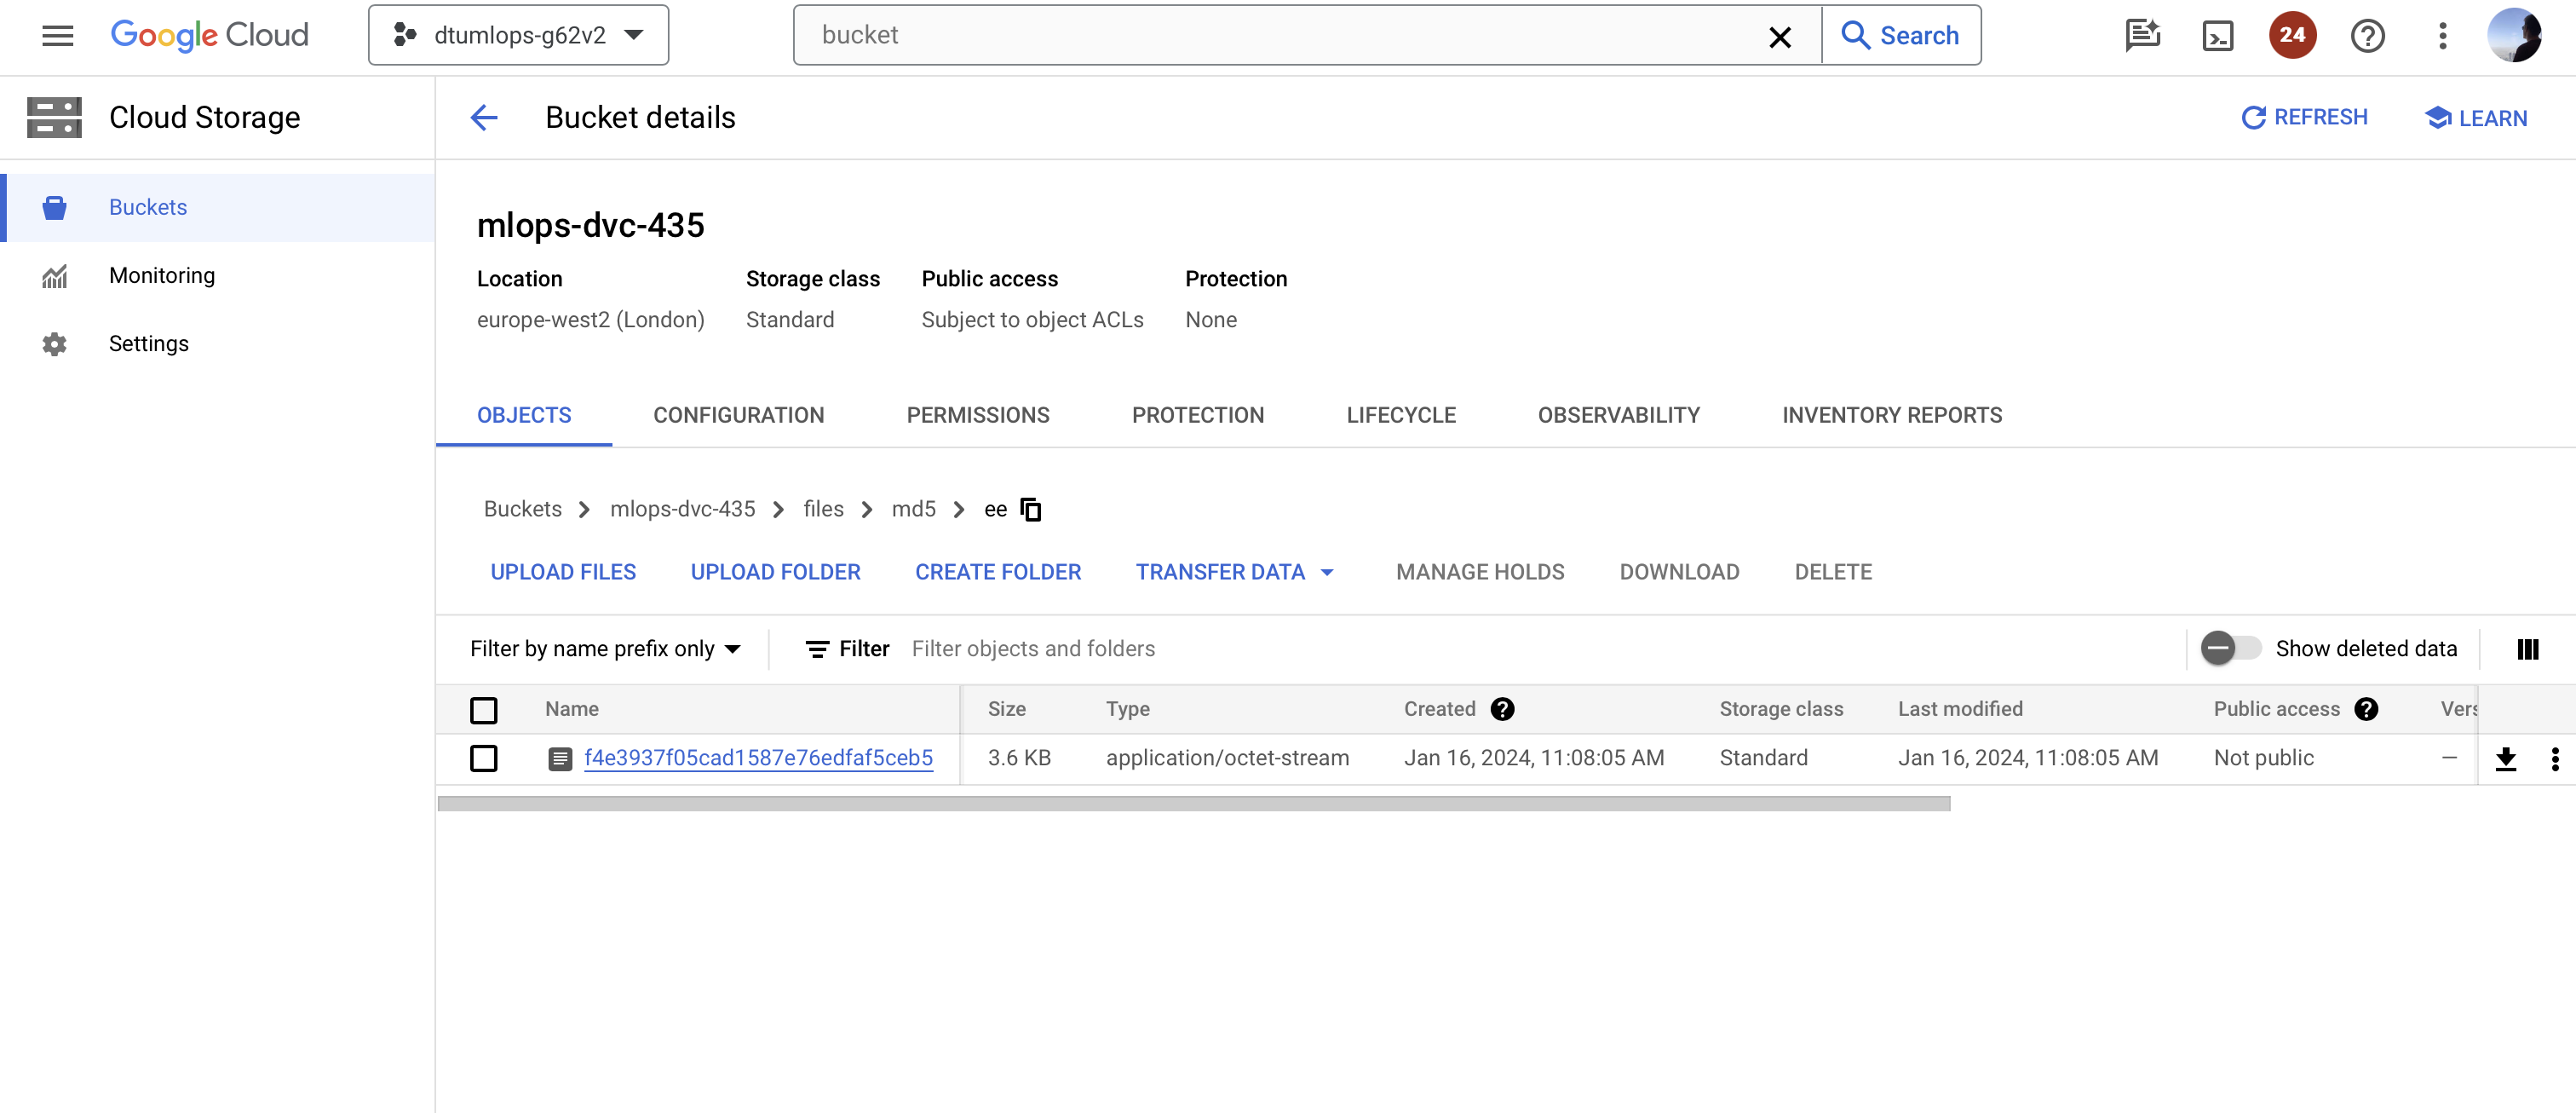 Google Cloud
dtumlops-g62v2
bucket
Search
24
Cloud Storage
Bucket details
REFRESH
LEARN
Buckets
Monitoring
Settings
mlops-dvc-435
Location Storage class Public access Protection
europe-west2 (London) Standard Subject to object ACLs None
OBJECTS CONFIGURATION PERMISSIONS PROTECTION LIFECYCLE OBSERVABILITY INVENTORY REPORTS
Buckets > mlops-dvc-435 > files > md5 > ee
UPLOAD FILES UPLOAD FOLDER CREATE FOLDER TRANSFER DATA MANAGE HOLDS DOWNLOAD DELETE
Filter by name prefix only Filter Filter objects and folders Show deleted data
Name Size Type Created Storage class Last modified Public access Vers
f4e3937f05cad1587e76edfaf5ceb5 3.6 KB application/octet-stream Jan 16, 2024, 11:08:05 AM Standard Jan 16, 2024, 11:08:05 AM Not public —